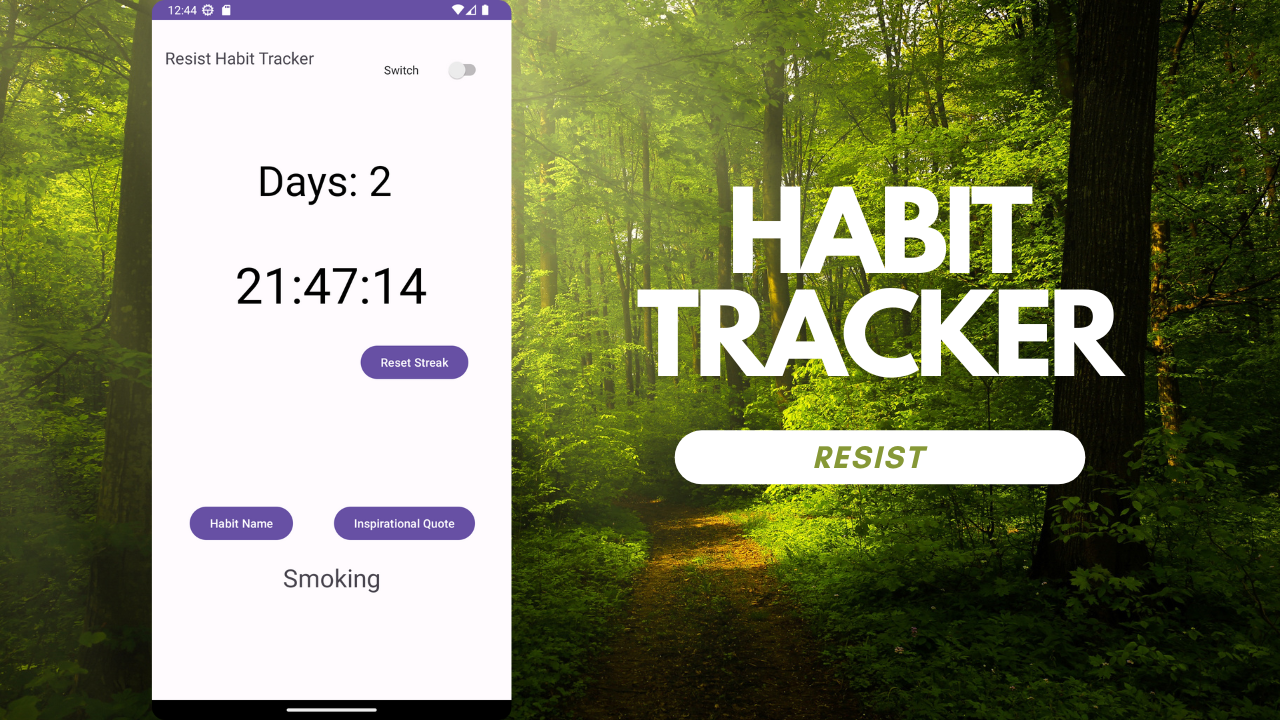 12:44
Resist Habit Tracker
Switch
Days: 2
21:47:14
Reset Streak
Habit Name
Inspirational Quote
Smoking
HABIT
TRACKER
RESIST